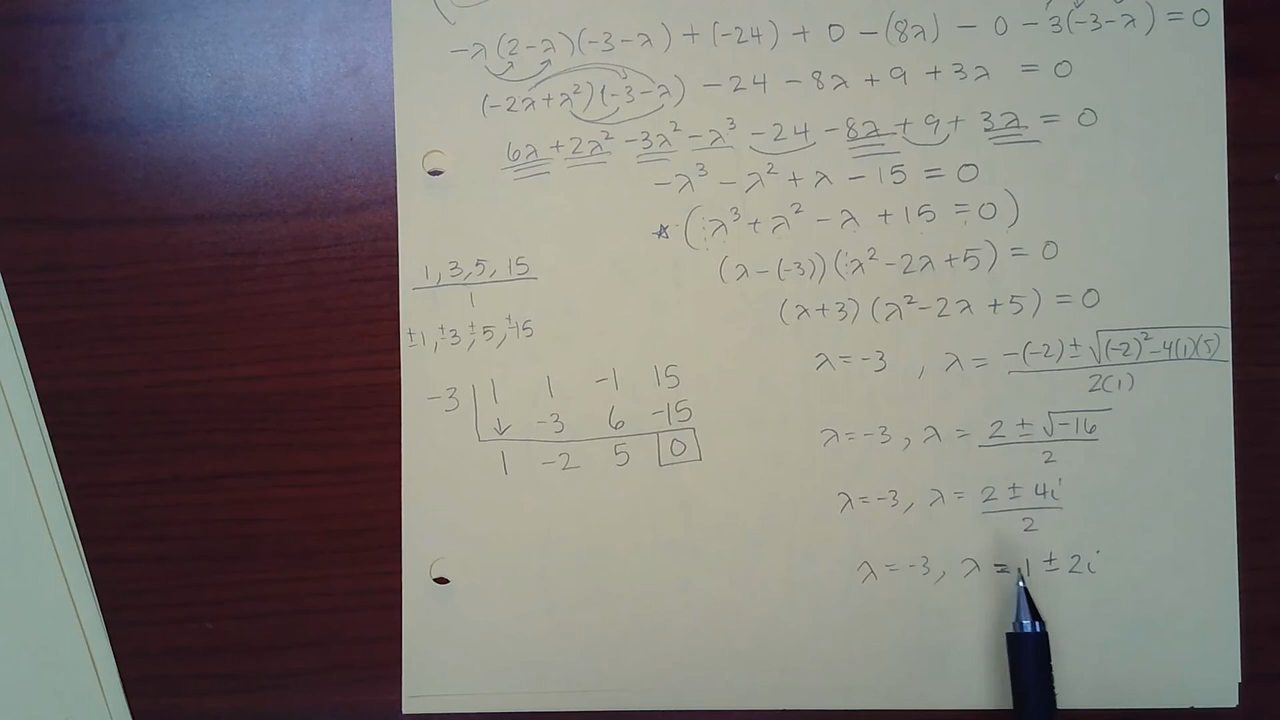 -λ(2-λ)(-3-λ) + (-24) + 0 - (8λ) - 0 - 3(-3-λ) = 0
(-2λ+λ²)(-3-λ) - 24 - 8λ + 9 + 3λ = 0
6λ + 2λ² - 3λ² - λ³ - 24 - 8λ + 9 + 3λ = 0
-λ³ - λ² + λ - 15 = 0
* (λ³ + λ² - λ + 15 = 0)
(λ-(-3))(λ² - 2λ + 5) = 0
(λ+3)(λ² - 2λ + 5) = 0
λ = -3, λ = (-(-2) ± √((-2)² - 4(1)(5)))/2(1)
λ = -3, λ = (2 ± √-16)/2
λ = -3, λ = (2 ± 4i)/2
λ = -3, λ = 1 ± 2i
1, 3, 5, 15
1
±1, ±3, ±5, ±15
-3 | 1 1 -1 15
↓ -3 6 -15
1 -2 5 0